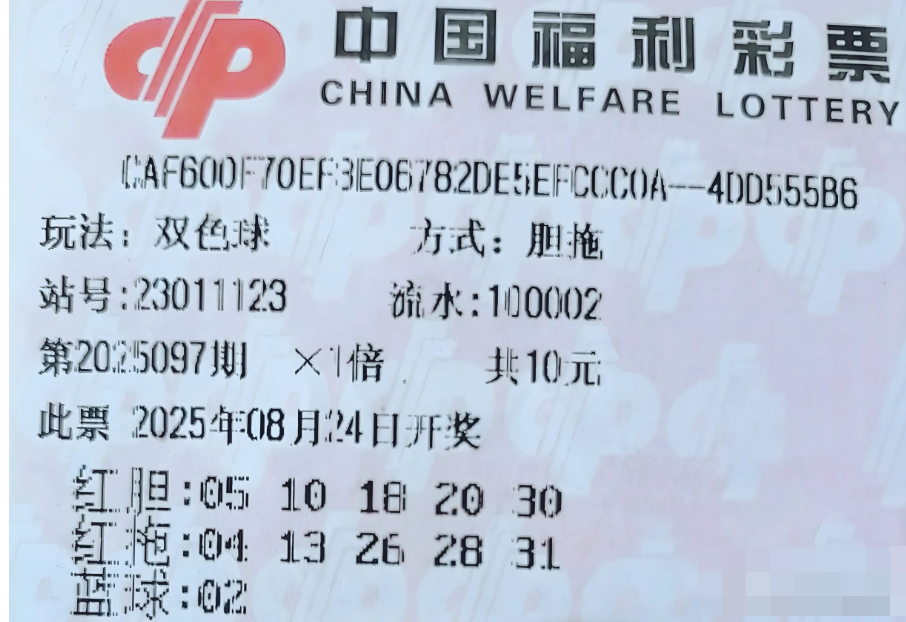 中国福利彩票
CHINA WELFARE LOTTERY
CAF600F70EF3E06782DE5EFCCC0A--4DD555B6
玩法：双色球 方式：胆拖
站号:23011123 流水:100002
第2025097期 ×1倍 共10元
此票 2025年08月24日开奖
红胆:05 10 18 20 30
红拖:04 13 26 28 31
蓝球:02